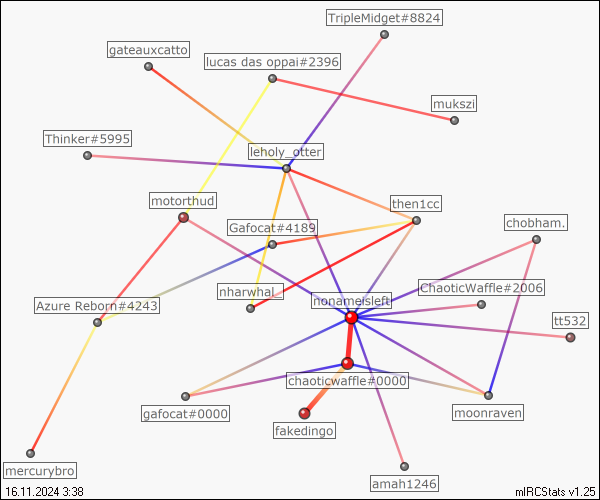 TripleMidget#8824
gateauxcatto
lucas das oppai#2396
mukszi
Thinker#5995
leholy_otter
motorthud
then1cc
Gafocat#4189
chobham.
nharwhal_
nonameisleft
ChaoticWaffle#2006
Azure Reborn#4243
tt532
chaoticwaffle#0000
gafocat#0000
moonraven
fakedingo
mercurybro
amah1246
16.11.2024 3:38
mIRCStats v1.25